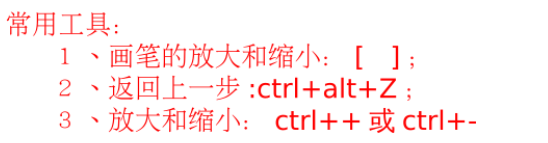 常用工具：
1、画笔的放大和缩小： [ ]；
2、返回上一步 :ctrl+alt+Z；
3、放大和缩小： ctrl++ 或 ctrl+-